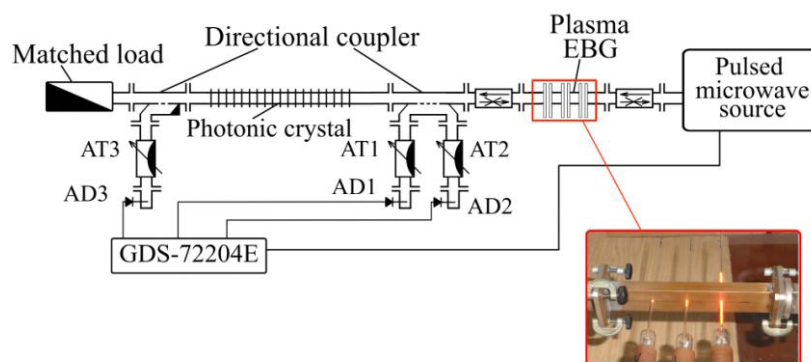 Plasma
EBG
Directional coupler
Matched load
Pulsed
microwave
source
Photonic crystal
AT3
AT1
AT2
AD3
AD1
AD2
GDS-72204E